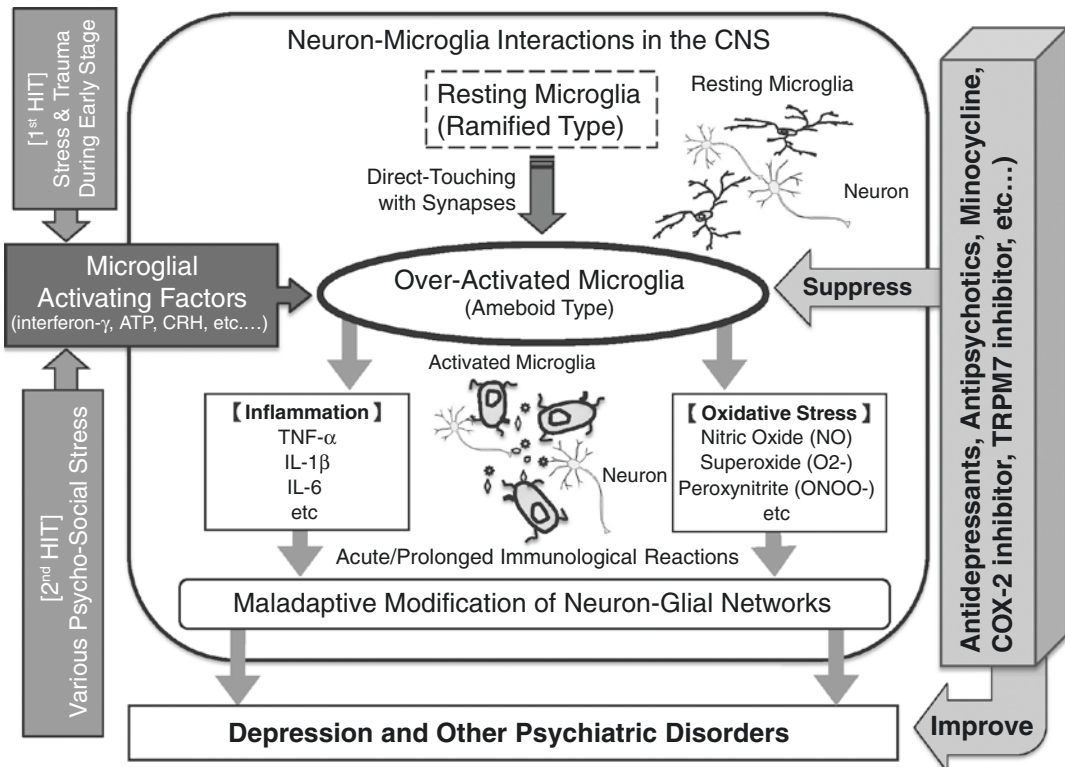 Neuron-Microglia Interactions in the CNS
[1st HIT]
Stress & Trauma
During Early Stage
Resting Microglia
(Ramified Type)
Resting Microglia
Neuron
Direct-Touching
with Synapses
Microglial
Activating Factors
(interferon-γ, ATP, CRH, etc....)
Over-Activated Microglia
(Ameboid Type)
Suppress
Antidepressants, Antipsychotics, Minocycline,
COX-2 inhibitor, TRPM7 inhibitor, etc...)
[2nd HIT]
Various Psycho-Social Stress
Activated Microglia
Neuron
【Inflammation】
TNF-α
IL-1β
IL-6
etc
【Oxidative Stress】
Nitric Oxide (NO)
Superoxide (O2-)
Peroxynitrite (ONOO-)
etc
Acute/Prolonged Immunological Reactions
Maladaptive Modification of Neuron-Glial Networks
Depression and Other Psychiatric Disorders
Improve